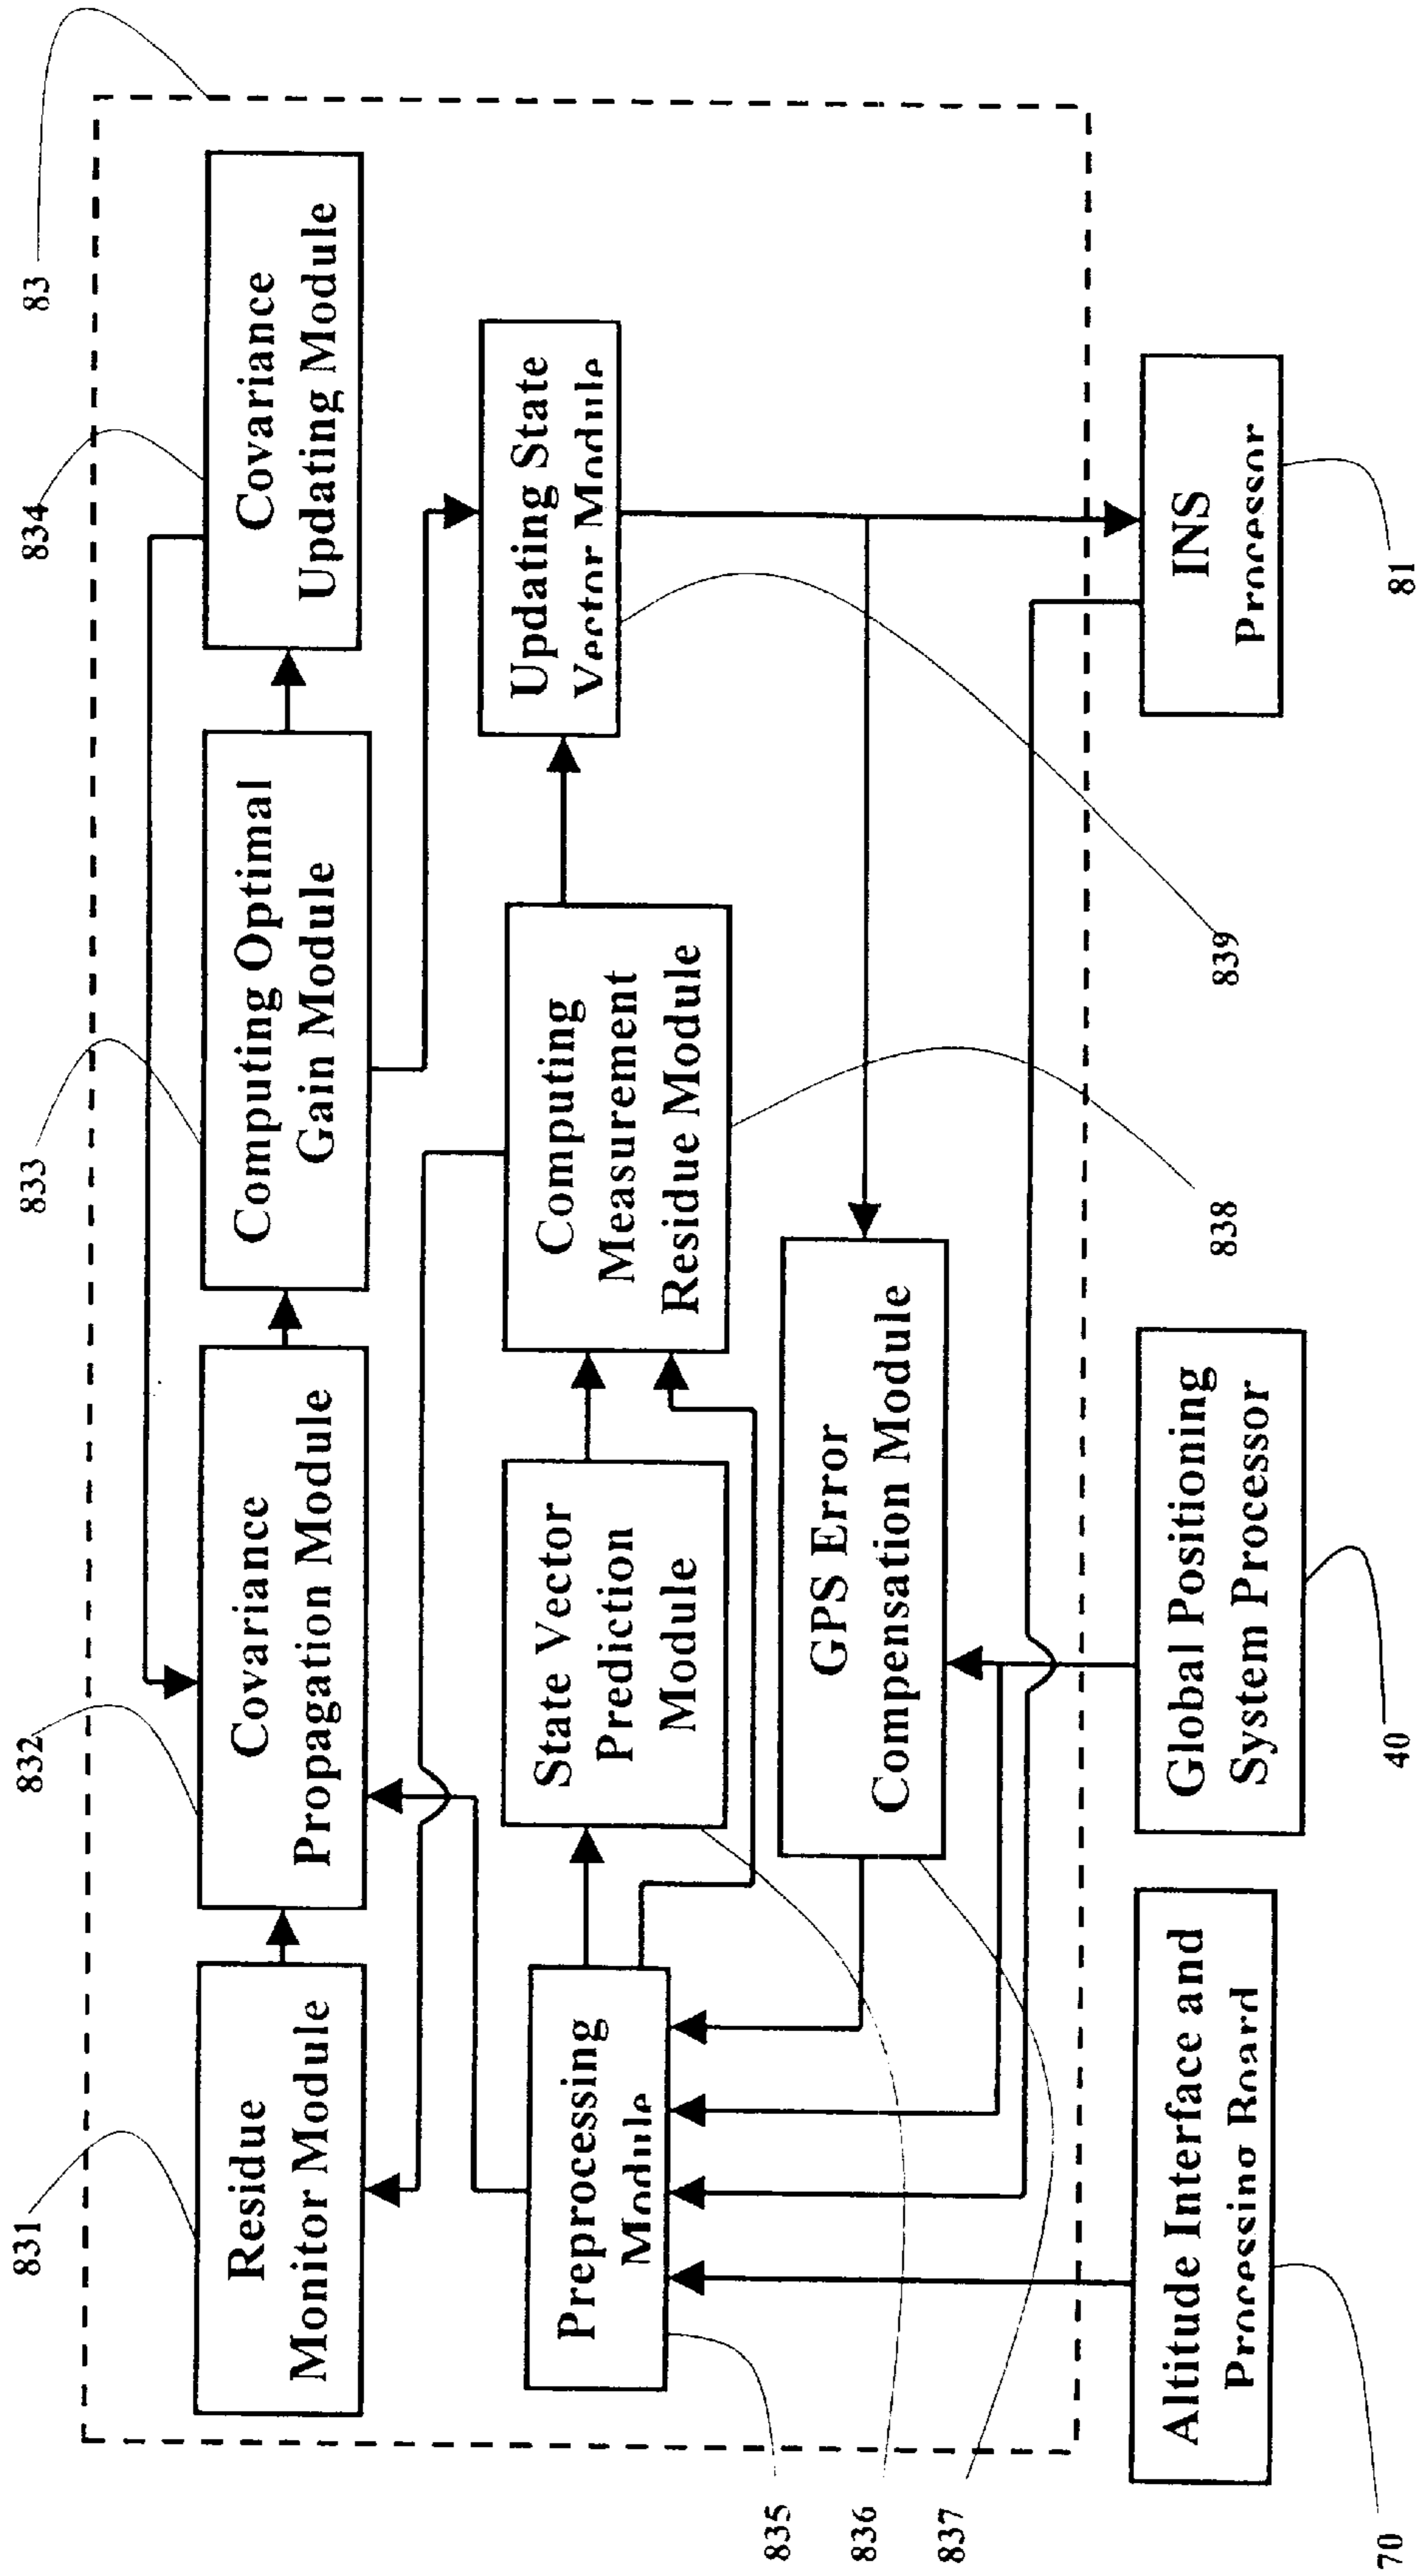 83
831
832
833
834
Residue
Monitor Module
Covariance
Propagation Module
Computing Optimal
Gain Module
Covariance
Updating Module
Preprocessing
Module
State Vector
Prediction
Module
Computing
Measurement
Residue Module
Updating State
Vector Module
GPS Error
Compensation Module
835
836
837
838
839
Altitude Interface and
Processing Board
Global Positioning
System Processor
INS
Processor
70
40
81